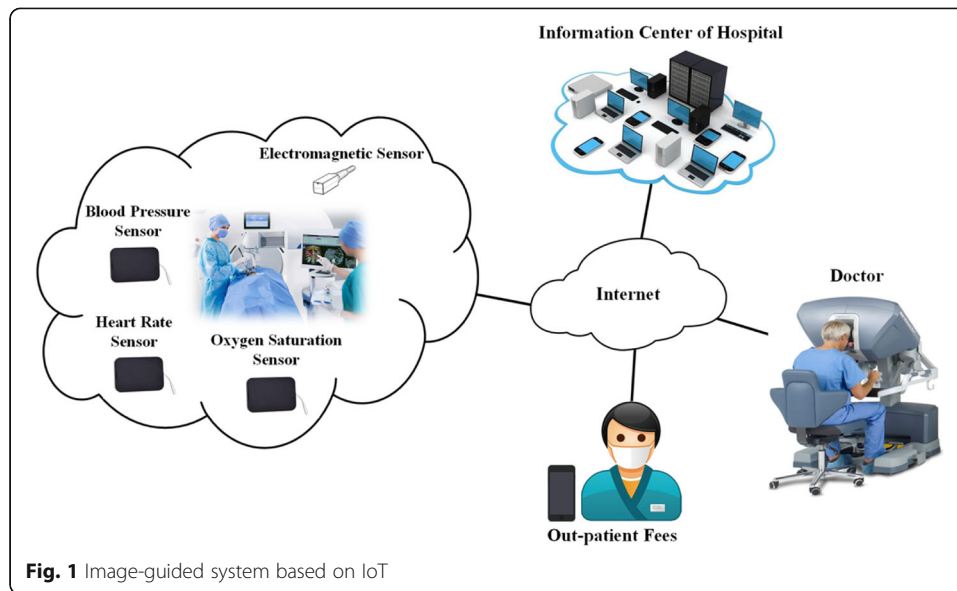 Information Center of Hospital
Electromagnetic Sensor
Blood Pressure
Sensor
Heart Rate
Sensor
Oxygen Saturation
Sensor
Internet
Doctor
Out-patient Fees
Fig. 1 Image-guided system based on IoT